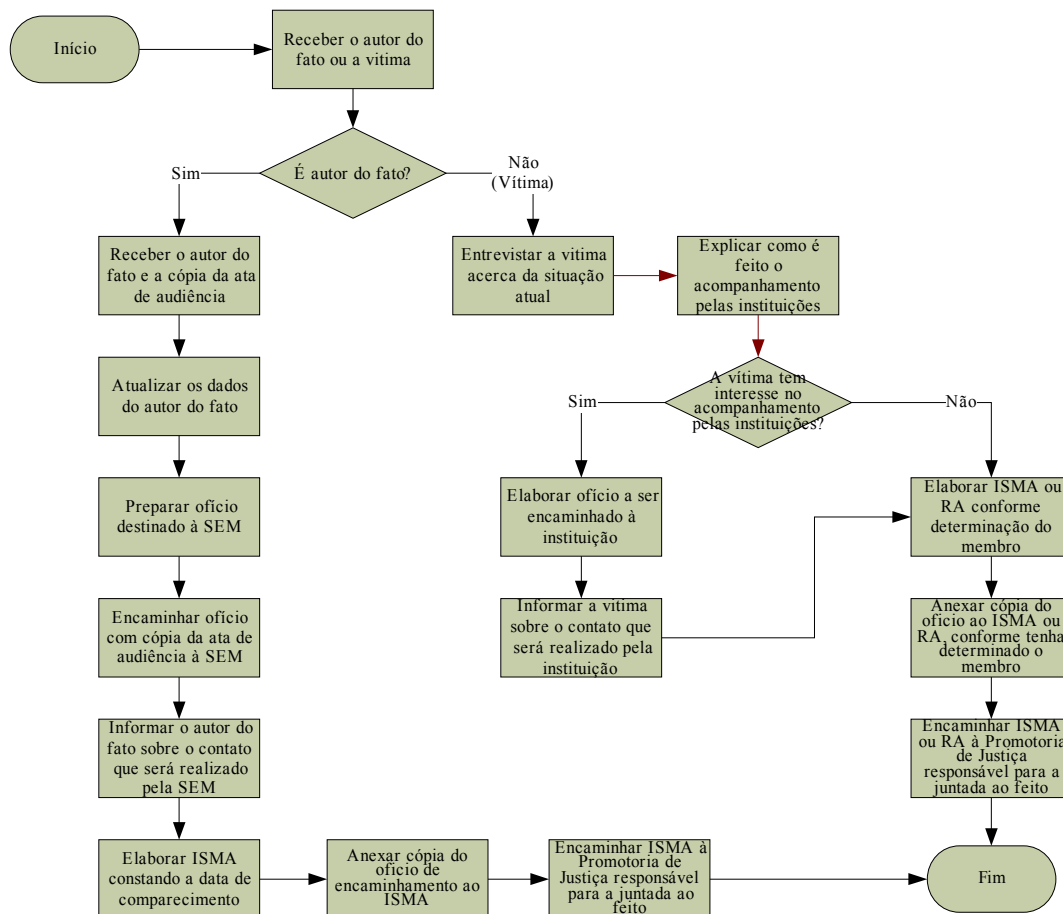 Início
Receber o autor do
fato ou a vitima
É autor do fato?
Sim
Não
(Vítima)
Receber o autor do
fato e a cópia da ata
de audiência
Entrevistar a vitima
acerca da situação
atual
Explicar como é
feito o
acompanhamento
pelas instituições
Atualizar os dados
do autor do fato
A vítima tem
interesse no
acompanhamento
pelas instituições?
Sim
Não
Preparar ofício
destinado à SEM
Elaborar ofício a ser
encaminhado à
instituição
Elaborar ISMA ou
RA conforme
determinação do
membro
Encaminhar ofício
com cópia da ata de
audiência à SEM
Informar a vitima
sobre o contato que
será realizado pela
instituição
Anexar cópia do
oficio ao ISMA ou
RA, conforme tenha
determinado o
membro
Informar o autor do
fato sobre o contato
que será realizado
pela SEM
Encaminhar ISMA
ou RA à Promotoria
de Justiça
responsável para a
juntada ao feito
Elaborar ISMA
constando a data de
comparecimento
Anexar cópia do
oficio de
encaminhamento ao
ISMA
Encaminhar ISMA à
Promotoria de
Justiça responsável
para a juntada ao
feito
Fim